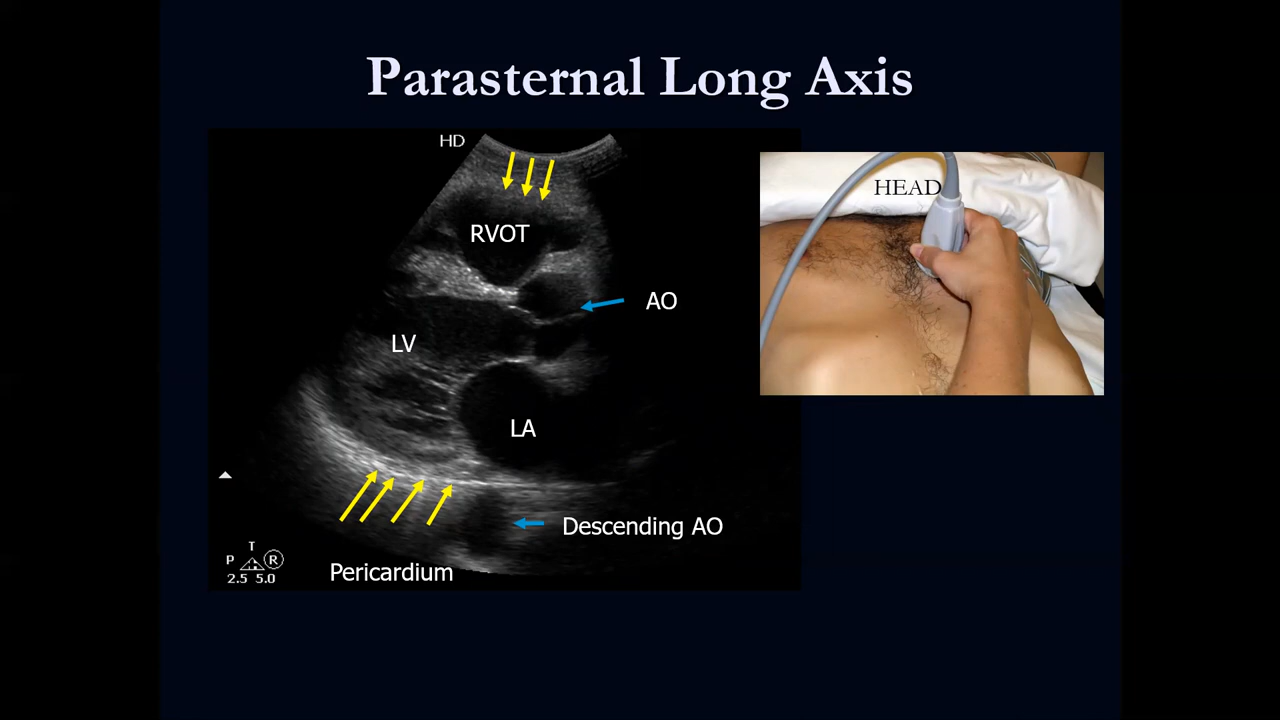 Parasternal Long Axis
HD
HEAD
RVOT
AO
LV
LA
Descending AO
T
P R
2.5 5.0
Pericardium